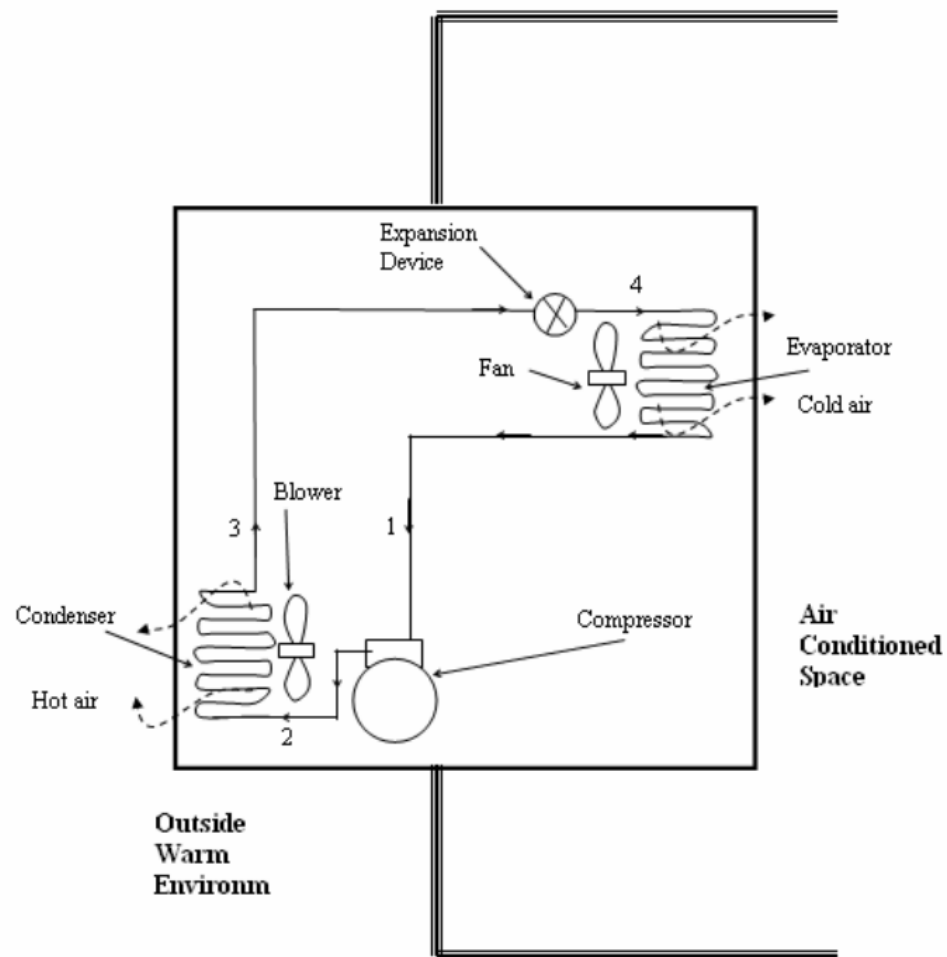 Expansion
Device
4
Evaporator
Fan
Cold air
Blower
3
1
Condenser
Compressor
Air
Conditioned
Space
Hot air
2
Outside
Warm
Environm